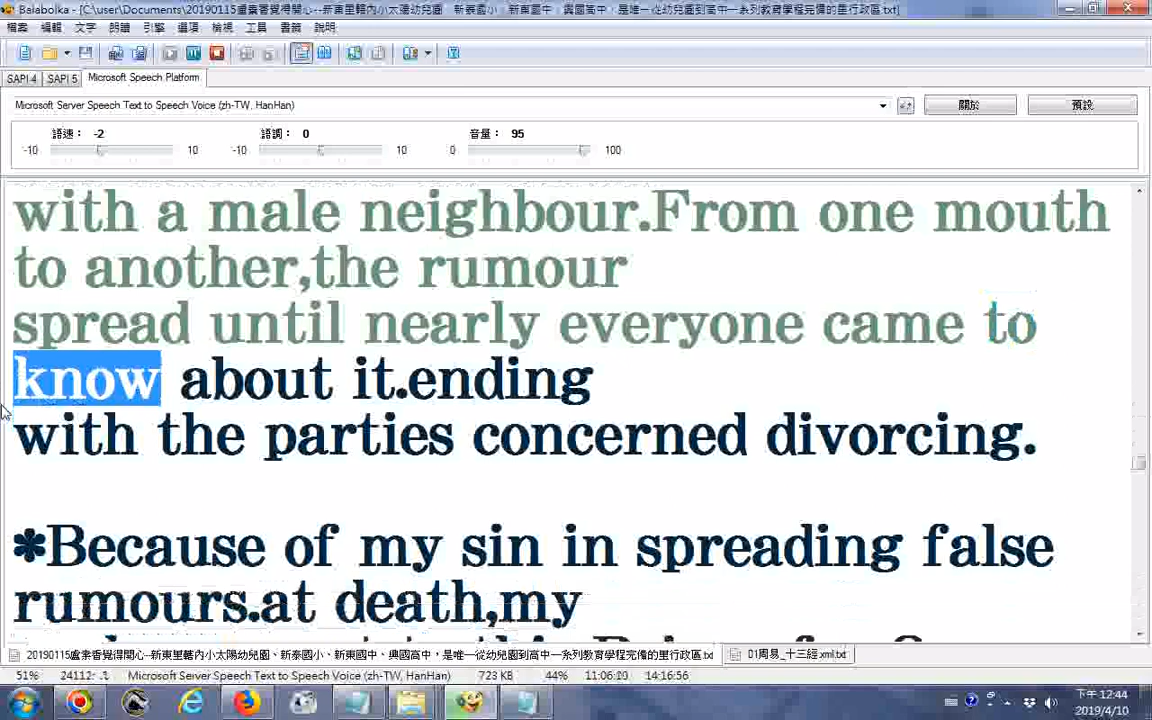 Balabolka - [C:\user\Documents\20190115盧素香覺得開心--新東里轄內小太陽幼兒園、新泰國小、新東國中、興國高中，是唯一從幼兒園到高中一系列教育學程完備的里行政區.txt]
檔案 編輯 文字 朗讀 引擎 選項 檢視 工具 書籤 說明
SAPI 4 SAPI 5 Microsoft Speech Platform
Microsoft Server Speech Text to Speech Voice (zh-TW, HanHan) 關於 預設
語速： -2 語調： 0 音量： 95
-10 10 -10 10 0 100
with a male neighbour.From one mouth
to another,the rumour
spread until nearly everyone came to
know about it.ending
with the parties concerned divorcing.
*Because of my sin in spreading false
rumours.at death,my
20190115盧素香覺得開心--新東里轄內小太陽幼兒園、新泰國小、新東國中、興國高中，是唯一從幼兒園到高中一系列教育學程完備的里行政區.txt 01周易_十三經.xml.txt
51% Microsoft Server Speech Text to Speech Voice (zh-TW, HanHan) 723 KB 44% 11:06:20 14:16:56
下午 12:44
2019/4/10